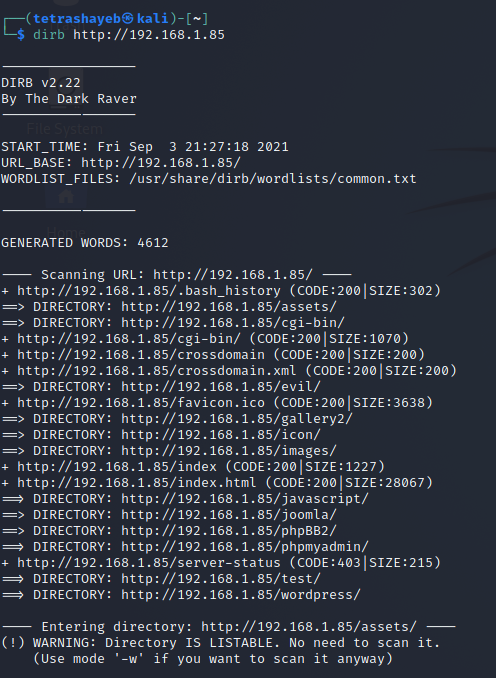 ┌──(tetrashayeb㉿kali)-[~]
└─$ dirb http://192.168.1.85
-----------------
DIRB v2.22
By The Dark Raver
-----------------
File System
START_TIME: Fri Sep  3 21:27:18 2021
URL_BASE: http://192.168.1.85/
WORDLIST_FILES: /usr/share/dirb/wordlists/common.txt
-----------------
Home
GENERATED WORDS: 4612
---- Scanning URL: http://192.168.1.85/ ----
+ http://192.168.1.85/.bash_history (CODE:200|SIZE:302)
==> DIRECTORY: http://192.168.1.85/assets/
==> DIRECTORY: http://192.168.1.85/cgi-bin/
+ http://192.168.1.85/cgi-bin/ (CODE:200|SIZE:1070)
+ http://192.168.1.85/crossdomain (CODE:200|SIZE:200)
+ http://192.168.1.85/crossdomain.xml (CODE:200|SIZE:200)
==> DIRECTORY: http://192.168.1.85/evil/
+ http://192.168.1.85/favicon.ico (CODE:200|SIZE:3638)
==> DIRECTORY: http://192.168.1.85/gallery2/
==> DIRECTORY: http://192.168.1.85/icon/
==> DIRECTORY: http://192.168.1.85/images/
+ http://192.168.1.85/index (CODE:200|SIZE:1227)
+ http://192.168.1.85/index.html (CODE:200|SIZE:28067)
==> DIRECTORY: http://192.168.1.85/javascript/
==> DIRECTORY: http://192.168.1.85/joomla/
==> DIRECTORY: http://192.168.1.85/phpBB2/
==> DIRECTORY: http://192.168.1.85/phpmyadmin/
+ http://192.168.1.85/server-status (CODE:403|SIZE:215)
==> DIRECTORY: http://192.168.1.85/test/
==> DIRECTORY: http://192.168.1.85/wordpress/
---- Entering directory: http://192.168.1.85/assets/ ----
(!) WARNING: Directory IS LISTABLE. No need to scan it.
    (Use mode '-w' if you want to scan it anyway)